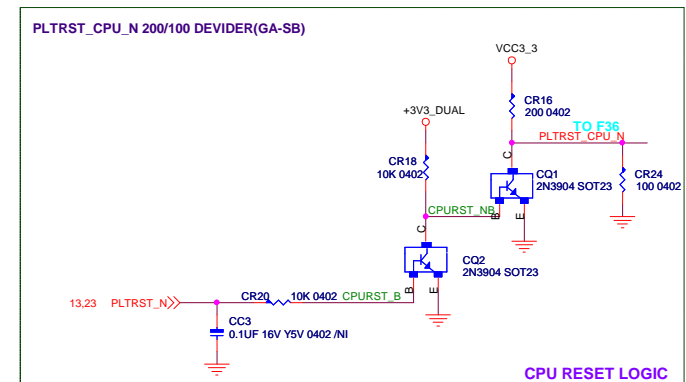 PLTRST_CPU_N 200/100 DEVIDER(GA-SB)
VCC3_3
CR16
200 0402
+3V3_DUAL
TO F36
PLTRST_CPU_N
CR18
10K 0402
C
CQ1
2N3904 SOT23
CR24
100 0402
CPURST_NB
B
E
C
CQ2
2N3904 SOT23
13,23 PLTRST_N
CR20 10K 0402 CPURST_B
B
E
CC3
0.1UF 16V Y5V 0402 /NI
CPU RESET LOGIC